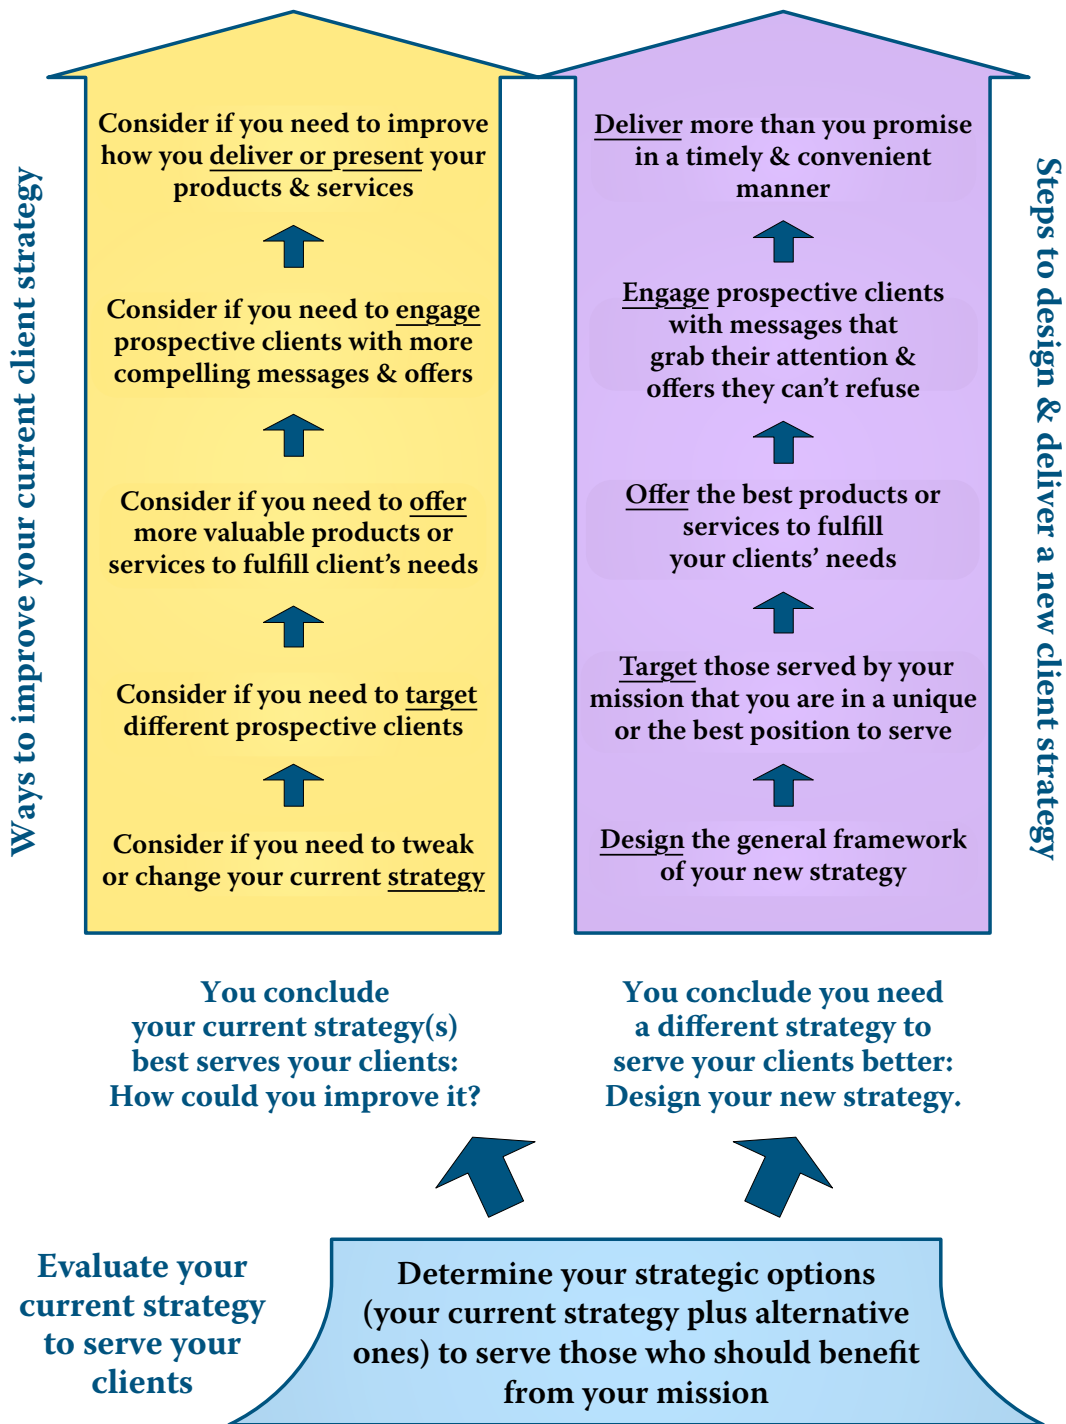 Ways to improve your current client strategy
Consider if you need to improve
how you deliver or present your
products & services
Consider if you need to engage
prospective clients with more
compelling messages & offers
Consider if you need to offer
more valuable products or
services to fulfill client's needs
Consider if you need to target
different prospective clients
Consider if you need to tweak
or change your current strategy
Deliver more than you promise
in a timely & convenient
manner
Engage prospective clients
with messages that
grab their attention &
offers they can't refuse
Offer the best products or
services to fulfill
your clients' needs
Target those served by your
mission that you are in a unique
or the best position to serve
Design the general framework
of your new strategy
Steps to design & deliver a new client strategy
You conclude
your current strategy(s)
best serves your clients:
How could you improve it?
You conclude you need
a different strategy to
serve your clients better:
Design your new strategy.
Evaluate your
current strategy
to serve your
clients
Determine your strategic options
(your current strategy plus alternative
ones) to serve those who should benefit
from your mission